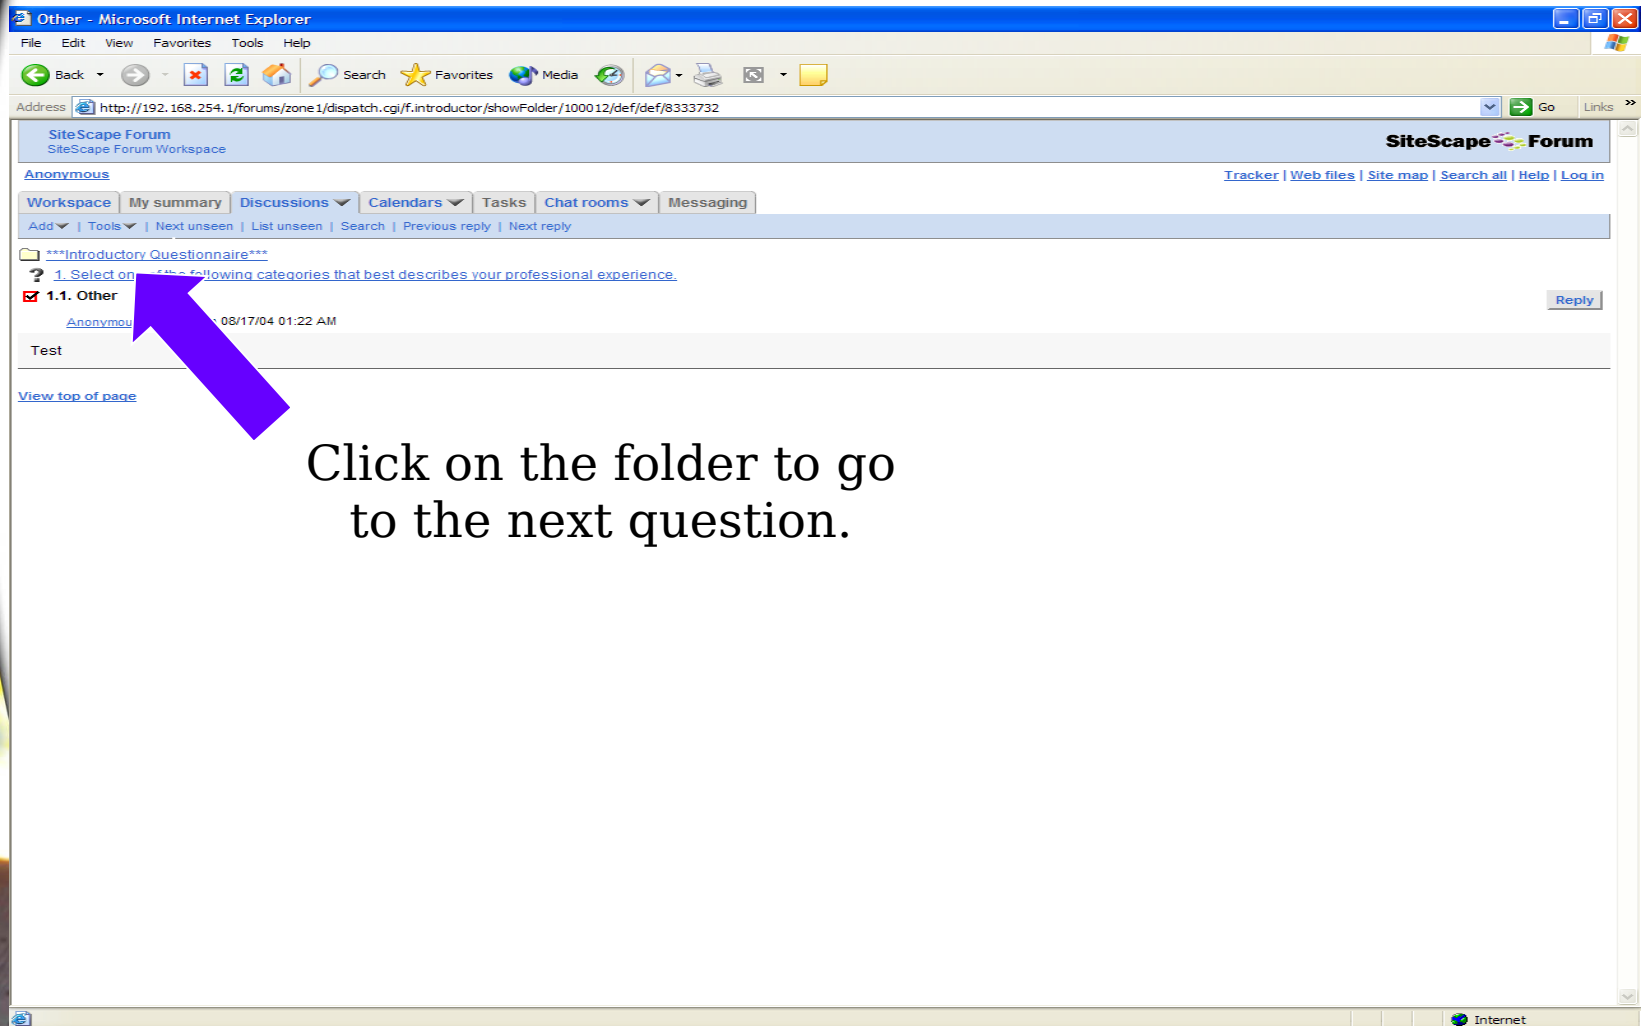 Other - Microsoft Internet Explorer
File Edit View Favorites Tools Help
Back Search Favorites Media
Address http://192.168.254.1/forums/zone1/dispatch.cgi/f.introductor/showFolder/100012/def/def/8333732 Go Links »
SiteScape Forum
SiteScape Forum Workspace
SiteScape Forum
Anonymous Tracker | Web files | Site map | Search all | Help | Log in
Workspace My summary Discussions Calendars Tasks Chat rooms Messaging
Add | Tools | Next unseen | List unseen | Search | Previous reply | Next reply
***Introductory Questionnaire***
? 1. Select of the following categories that best describes your professional experience.
1.1. Other
Reply
08/17/04 01:22 AM
Test
View top of page
Click on the folder to go
to the next question.
Internet